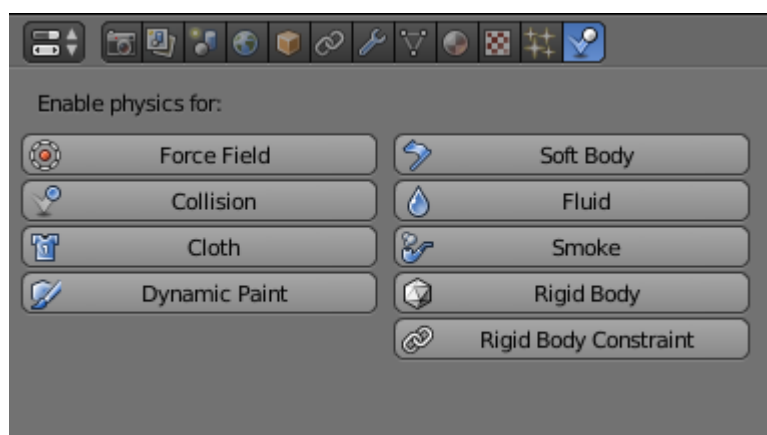 Enable physics for:
Force Field
Collision
Cloth
Dynamic Paint
Soft Body
Fluid
Smoke
Rigid Body
Rigid Body Constraint